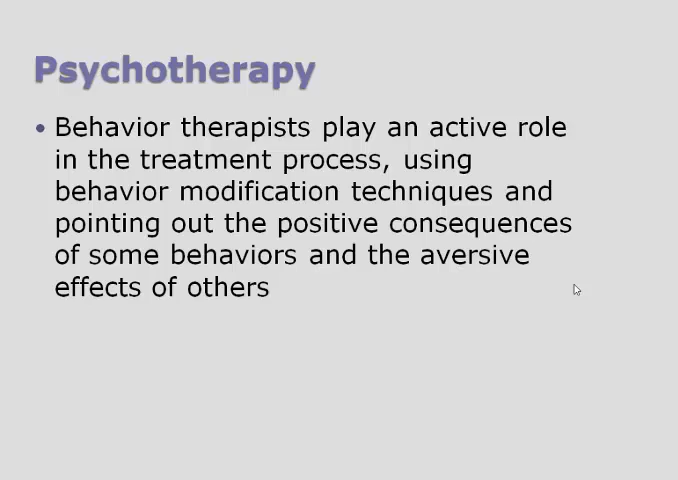 Psychotherapy
• Behavior therapists play an active role
in the treatment process, using
behavior modification techniques and
pointing out the positive consequences
of some behaviors and the aversive
effects of others